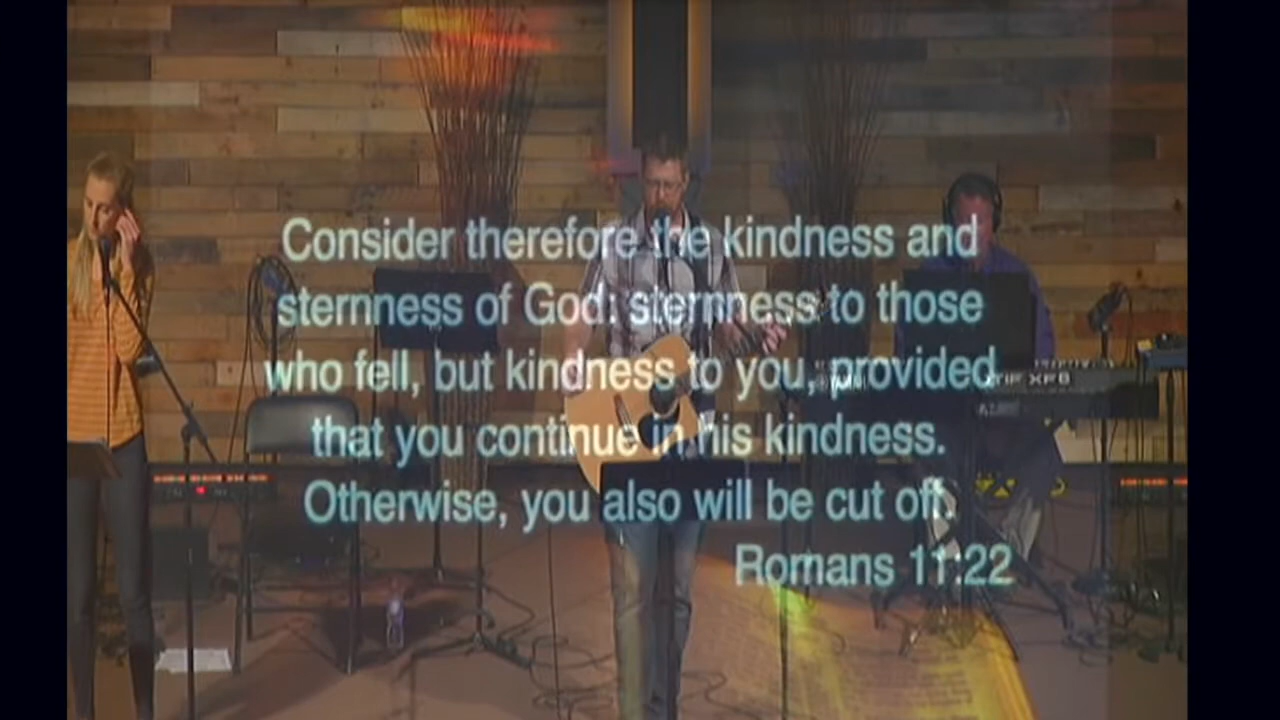 Consider therefore the kindness and
sternness of God: sternness to those
who fell, but kindness to you, provided
that you continue in his kindness.
Otherwise, you also will be cut off.
Romans 11:22
XF8